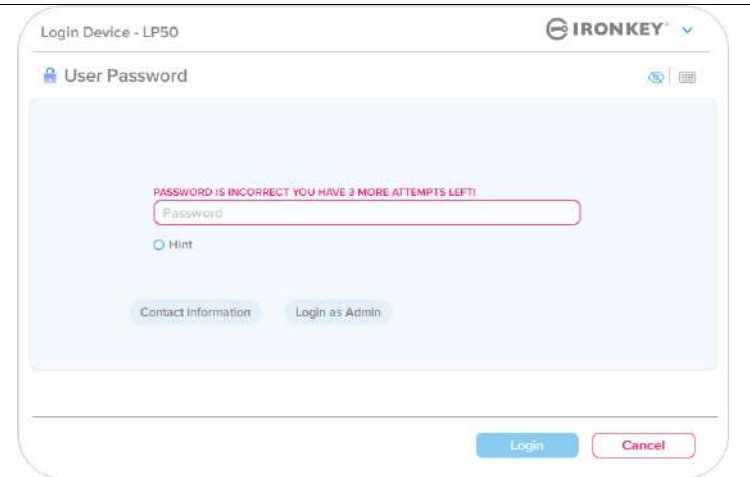 Login Device - LP50
IRONKEY
User Password
PASSWORD IS INCORRECT YOU HAVE 3 MORE ATTEMPTS LEFT!
Password
Hint
Contact Information
Login as Admin
Login
Cancel